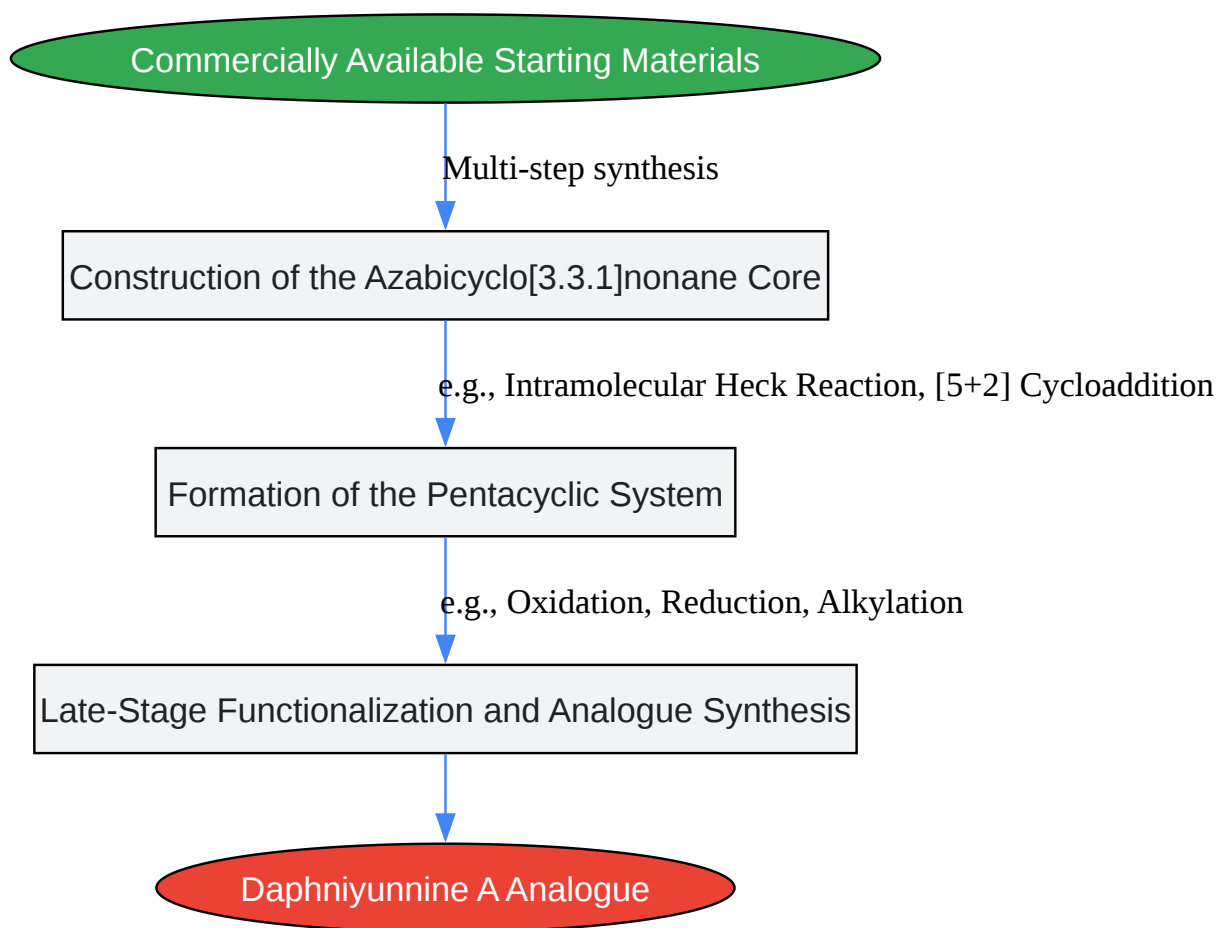 Commercially Available Starting Materials
Multi-step synthesis
Construction of the Azabicyclo[3.3.1]nonane Core
e.g., Intramolecular Heck Reaction, [5+2] Cycloaddition
Formation of the Pentacyclic System
e.g., Oxidation, Reduction, Alkylation
Late-Stage Functionalization and Analogue Synthesis
Daphniyunnine A Analogue